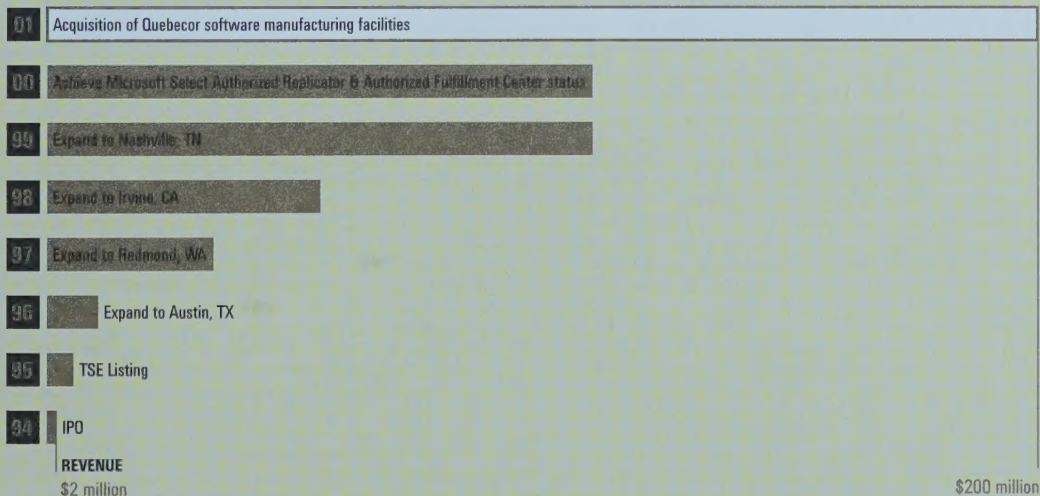 01 Acquisition of Quebecor software manufacturing facilities
00 Achieve Microsoft Select Authorized Replicator & Authorized Fulfillment Center status
99 Expand to Nashville, TN
98 Expand to Irvine, CA
97 Expand to Redmond, WA
96 Expand to Austin, TX
95 TSE Listing
94 IPO
REVENUE
$2 million
$200 million